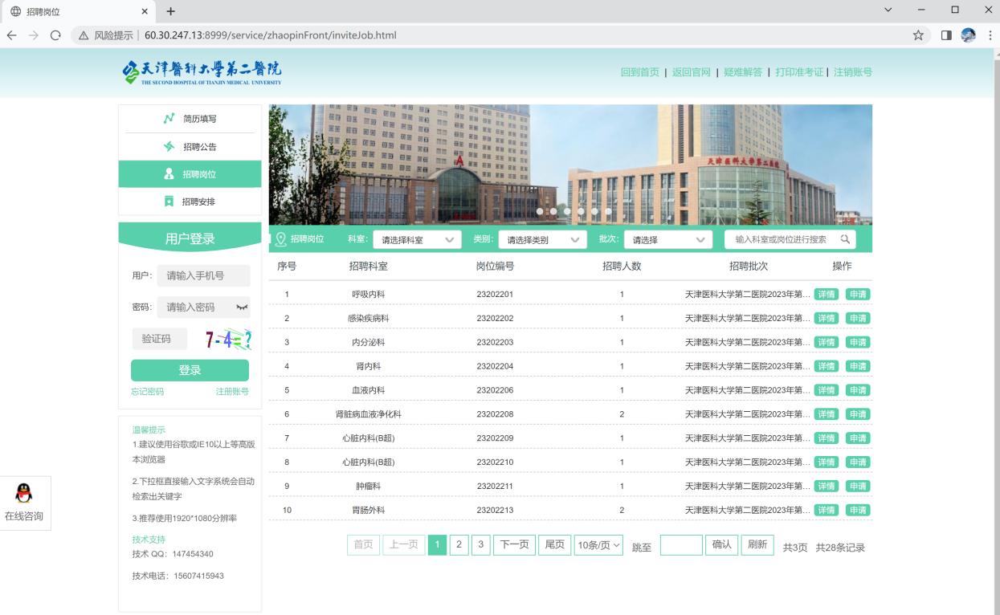 招聘岗位
风险提示 60.30.247.13:8999/service/zhaopinFront/inviteJob.html
天津醫科大學第二醫院
THE SECOND HOSPITAL OF TIANJIN MEDICAL UNIVERSITY
回到首页 | 返回官网 | 疑难解答 | 打印准考证 | 注销账号
简历填写
招聘公告
招聘岗位
招聘安排
用户登录
用户: 请输入手机号
密码: 请输入密码
验证码 7-4=?
登录
忘记密码 注册账号
温馨提示
1.建议使用谷歌或IE10以上等高版
本浏览器
2.下拉框直接输入文字系统会自动
检索出关键字
3.推荐使用1920*1080分辨率
技术支持
技术 QQ：147454340
技术电话：15607415943
在线咨询
A
天津医科大学第二医院
招聘岗位 科室: 请选择科室 类别: 请选择类别 批次: 请选择 输入科室或岗位进行搜索
序号 招聘科室 岗位编号 招聘人数 招聘批次 操作
1 呼吸内科 23202201 1 天津医科大学第二医院2023年第... 详情 申请
2 感染疾病科 23202202 1 天津医科大学第二医院2023年第... 详情 申请
3 内分泌科 23202203 1 天津医科大学第二医院2023年第... 详情 申请
4 肾内科 23202204 1 天津医科大学第二医院2023年第... 详情 申请
5 血液内科 23202206 1 天津医科大学第二医院2023年第... 详情 申请
6 肾脏病血液净化科 23202208 2 天津医科大学第二医院2023年第... 详情 申请
7 心脏内科(B超) 23202209 1 天津医科大学第二医院2023年第... 详情 申请
8 心脏内科(B超) 23202210 1 天津医科大学第二医院2023年第... 详情 申请
9 肿瘤科 23202211 1 天津医科大学第二医院2023年第... 详情 申请
10 胃肠外科 23202213 2 天津医科大学第二医院2023年第... 详情 申请
首页 上一页 1 2 3 下一页 尾页 10条/页 跳至 确认 刷新 共3页 共28条记录